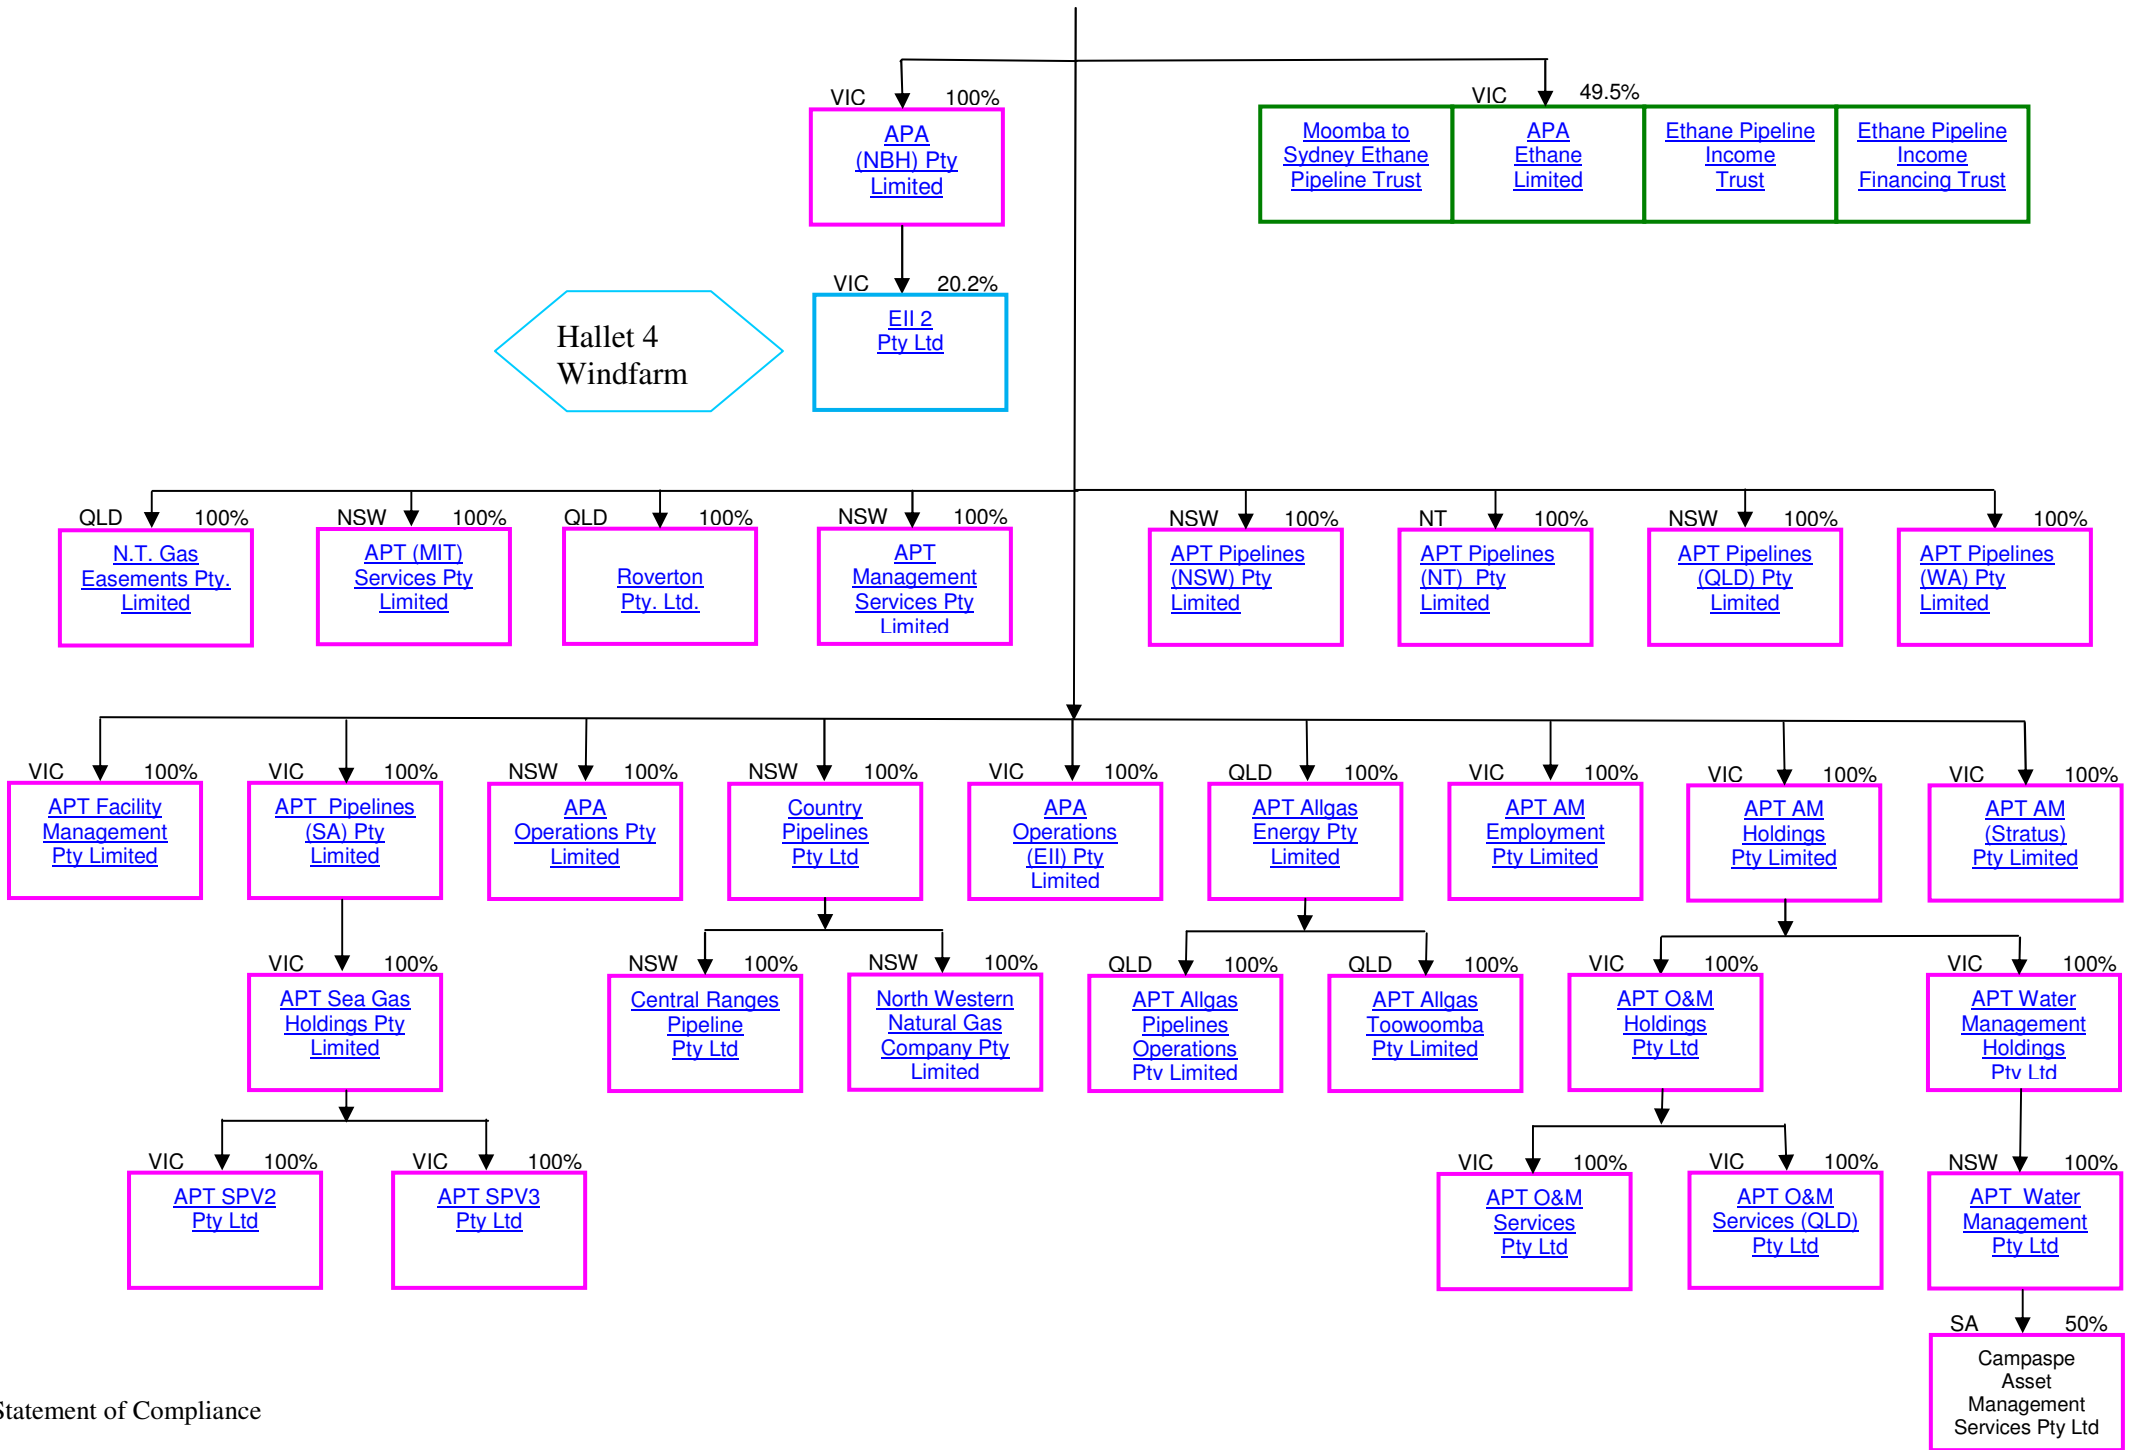 VIC 100%
APA
(NBH) Pty
Limited
VIC 49.5%
Moomba to
Sydney Ethane
Pipeline Trust
APA
Ethane
Limited
Ethane Pipeline
Income
Trust
Ethane Pipeline
Income
Financing Trust
VIC 20.2%
EII 2
Pty Ltd
Hallet 4
Windfarm
QLD 100%
N.T. Gas
Easements Pty.
Limited
NSW 100%
APT (MIT)
Services Pty
Limited
QLD 100%
Roverton
Pty. Ltd.
NSW 100%
APT
Management
Services Pty
Limited
NSW 100%
APT Pipelines
(NSW) Pty
Limited
NT 100%
APT Pipelines
(NT) Pty
Limited
NSW 100%
APT Pipelines
(QLD) Pty
Limited
100%
APT Pipelines
(WA) Pty
Limited
VIC 100%
APT Facility
Management
Pty Limited
VIC 100%
APT Pipelines
(SA) Pty
Limited
NSW 100%
APA
Operations Pty
Limited
NSW 100%
Country
Pipelines
Pty Ltd
VIC 100%
APA
Operations
(EII) Pty
Limited
QLD 100%
APT Allgas
Energy Pty
Limited
VIC 100%
APT AM
Employment
Pty Limited
VIC 100%
APT AM
Holdings
Pty Limited
VIC 100%
APT AM
(Stratus)
Pty Limited
VIC 100%
APT Sea Gas
Holdings Pty
Limited
NSW 100%
Central Ranges
Pipeline
Pty Ltd
NSW 100%
North Western
Natural Gas
Company Pty
Limited
QLD 100%
APT Allgas
Pipelines
Operations
Pty Limited
QLD 100%
APT Allgas
Toowoomba
Pty Limited
VIC 100%
APT O&M
Holdings
Pty Ltd
VIC 100%
APT Water
Management
Holdings
Pty Ltd
VIC 100%
APT SPV2
Pty Ltd
VIC 100%
APT SPV3
Pty Ltd
VIC 100%
APT O&M
Services
Pty Ltd
VIC 100%
APT O&M
Services (QLD)
Pty Ltd
NSW 100%
APT Water
Management
Pty Ltd
SA 50%
Campaspe
Asset
Management
Services Pty Ltd
Statement of Compliance